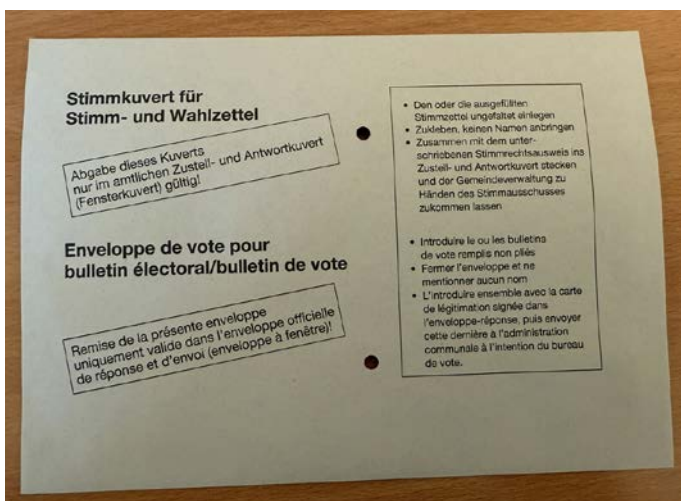 Stimmkuvert für
Stimm- und Wahlzettel
Abgabe dieses Kuverts
nur im amtlichen Zustell- und Antwortkuvert
(Fensterkuvert) gültig!
Enveloppe de vote pour
bulletin électoral/bulletin de vote
Remise de la présente enveloppe
uniquement valide dans l'enveloppe officielle
de réponse et d'envoi (enveloppe à fenêtre)!
• Den oder die ausgefüllten
Stimmzettel ungefaltet einlegen
• Zukleben, keinen Namen anbringen
• Zusammen mit dem unter-
schriebenen Stimmrechtsausweis ins
Zustell- und Antwortkuvert stecken
und der Gemeindeverwaltung zu
Händen des Stimmausschusses
zukommen lassen
• Introduire le ou les bulletins
de vote remplis non pliés
• Fermer l'enveloppe et ne
mentionner aucun nom
• L'introduire ensemble avec la carte
de légitimation signée dans
l'enveloppe-réponse, puis envoyer
cette dernière à l'administration
communale à l'intention du bureau
de vote.